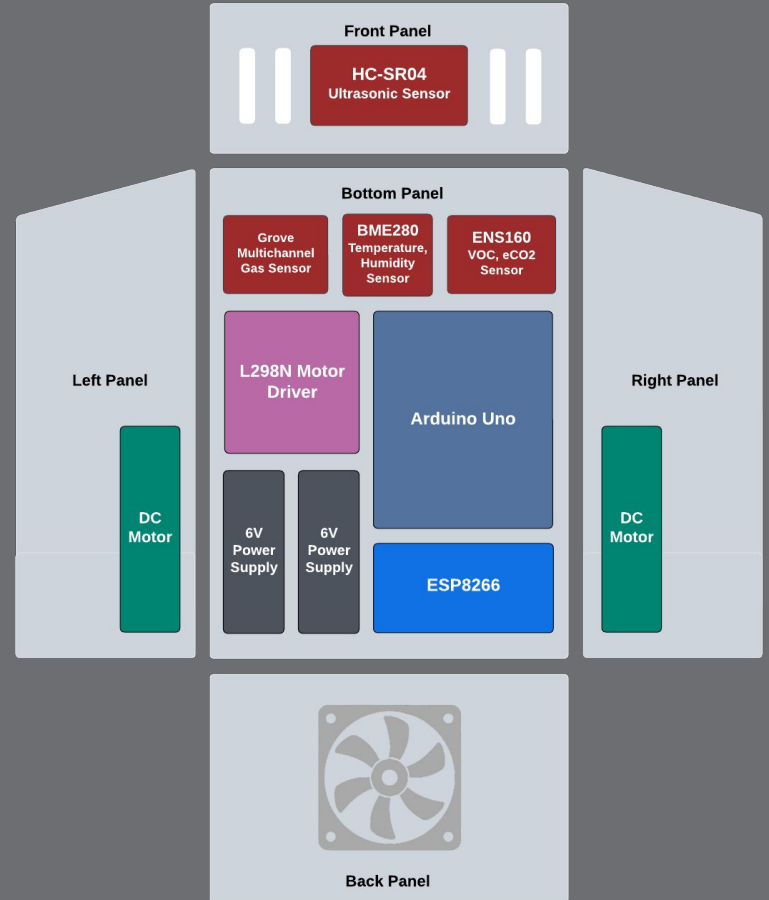 Front Panel
HC-SR04
Ultrasonic Sensor
Bottom Panel
Grove
Multichannel
Gas Sensor
BME280
Temperature,
Humidity
Sensor
ENS160
VOC, eCO2
Sensor
L298N Motor
Driver
Arduino Uno
Left Panel
Right Panel
DC
Motor
6V
Power
Supply
6V
Power
Supply
ESP8266
DC
Motor
Back Panel